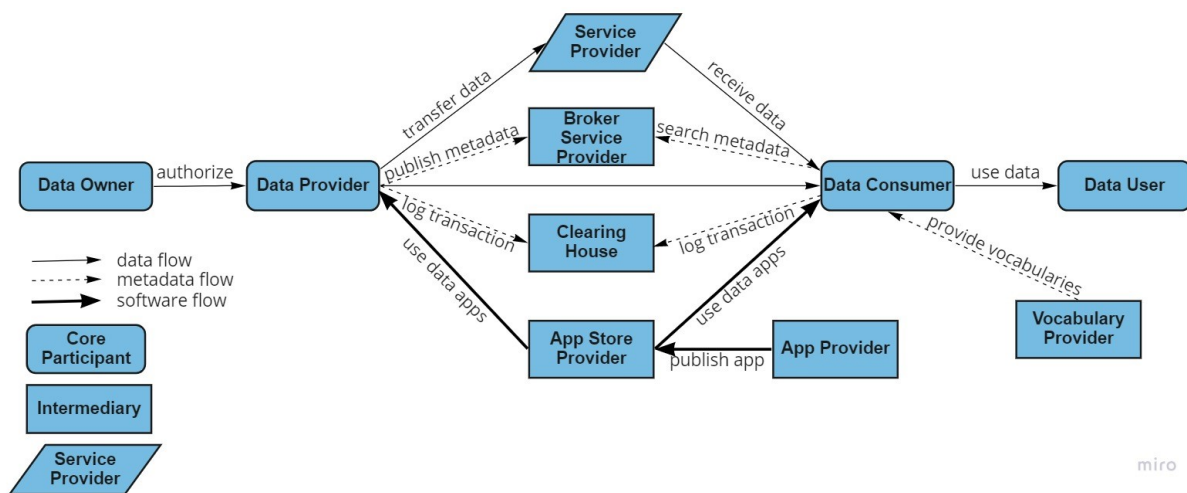 Service
Provider
transfer data
receive data
Broker
Service
Provider
publish metadata
search metadata
Data Owner
authorize
Data Provider
Data Consumer
use data
Data User
log transaction
Clearing
House
log transaction
provide vocabularies
data flow
metadata flow
software flow
use data apps
use data apps
Core
Participant
App Store
Provider
publish app
App Provider
Vocabulary
Provider
Intermediary
Service
Provider
miro